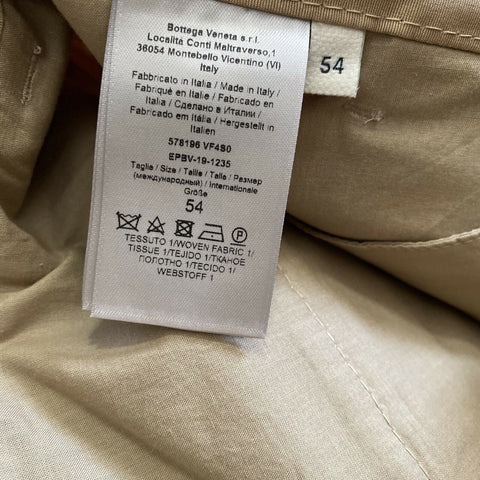 Bottega Veneta s.r.l.
Località Conti Maltraverso,1
36054 Montebello Vicentino (VI)
Italy
Fabbricato in Italia / Made in Italy /
Fabriqué en Italie / Fabricado en
Italia / Сделано в Италии /
Fabricado em Itália / Hergestellt in
Italien
578196 VF4S0
EPBV-19-1235
Taglia / Size / Taille / Talla / Размер
(международный) / Internationale
Größe
54
P
TESSUTO 1/WOVEN FABRIC 1/
TISSUE 1/TEJIDO 1/ТКАНОЕ
ПОЛОТНО 1/TECIDO 1/
WEBSTOFF 1
54